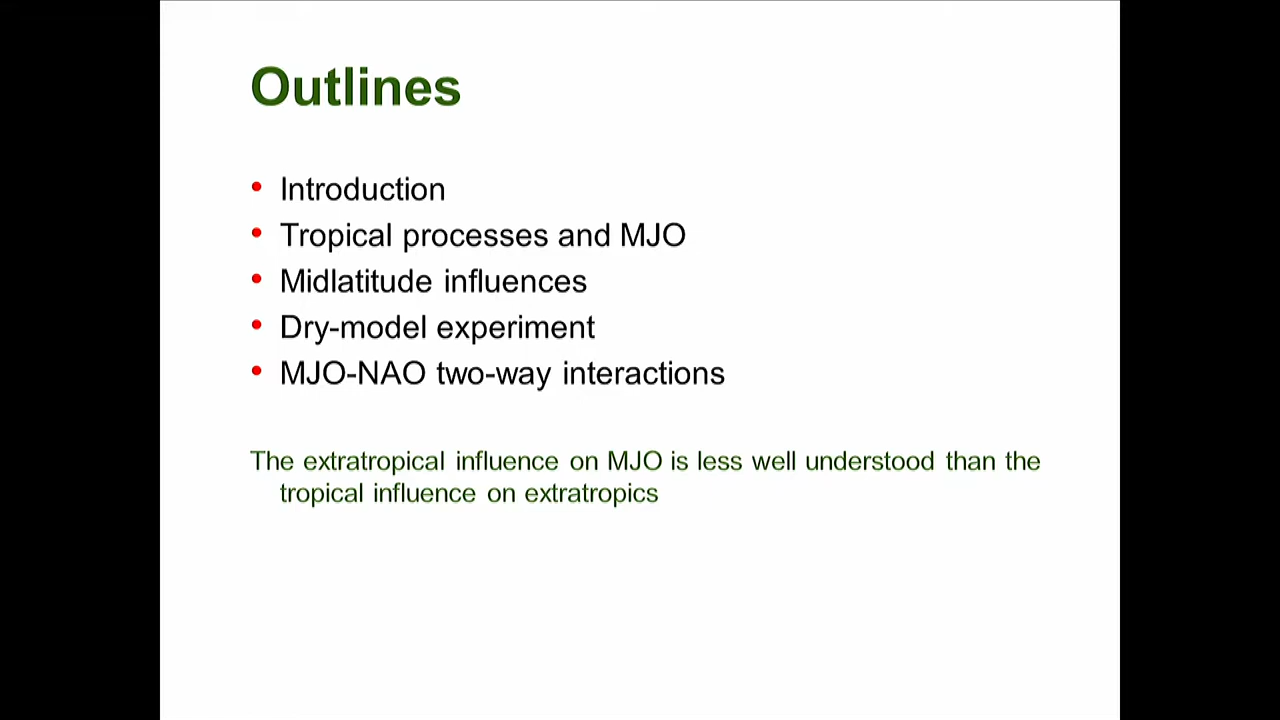 Outlines
• Introduction
• Tropical processes and MJO
• Midlatitude influences
• Dry-model experiment
• MJO-NAO two-way interactions
The extratropical influence on MJO is less well understood than the
tropical influence on extratropics